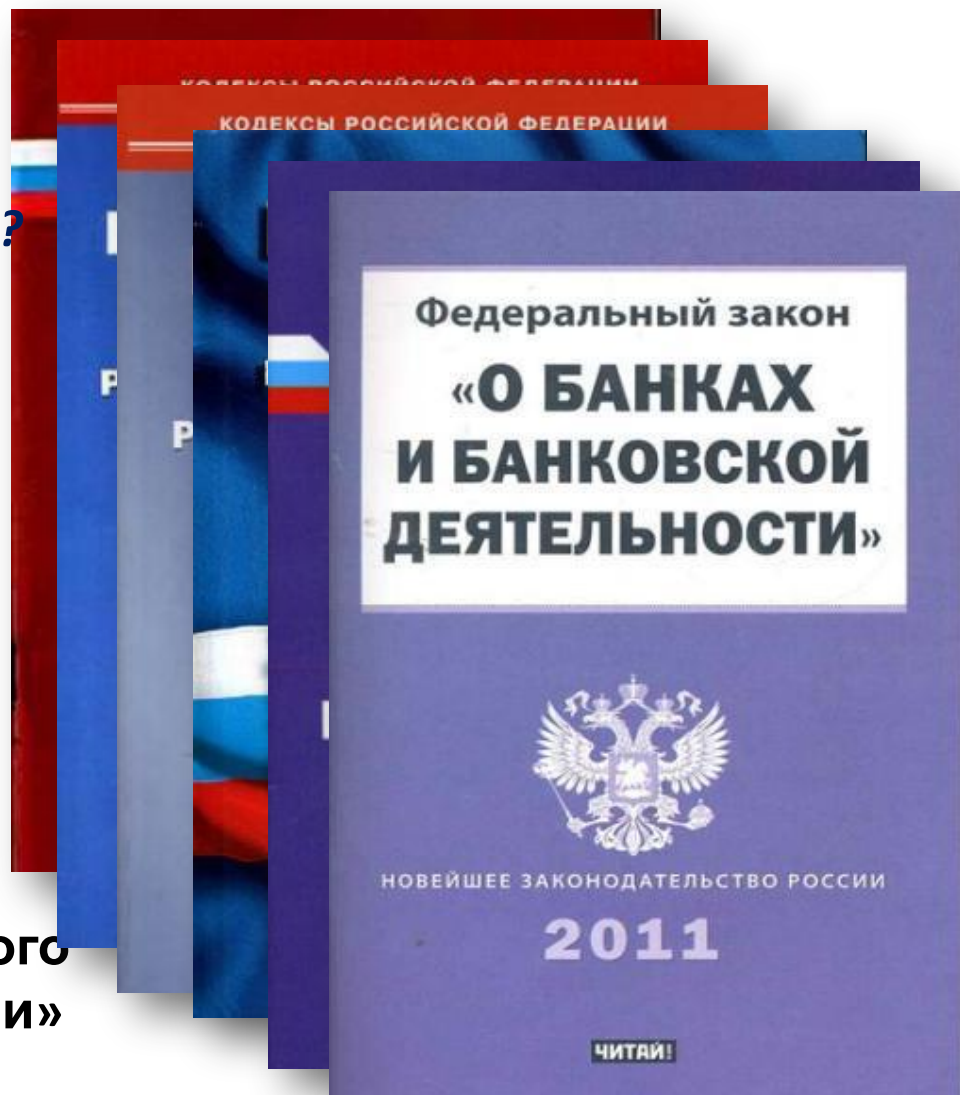 КОДЕКСЫ РОССИЙСКОЙ ФЕДЕРАЦИИ
КОДЕКСЫ РОССИЙСКОЙ ФЕДЕРАЦИИ
?
Федеральный закон
«О БАНКАХ
И БАНКОВСКОЙ
ДЕЯТЕЛЬНОСТИ»
НОВЕЙШЕЕ ЗАКОНОДАТЕЛЬСТВО РОССИИ
2011
ЧИТАЙ!
ого
и»